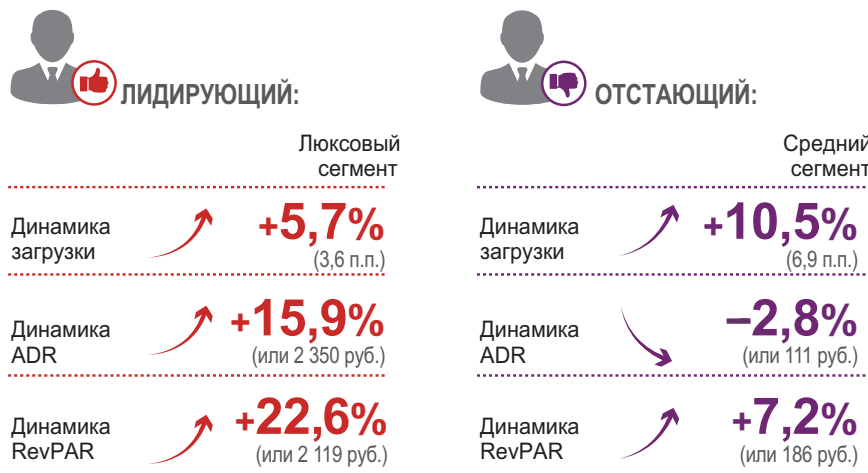 ЛИДИРУЮЩИЙ:
Люксовый
сегмент
Динамика
загрузки
+5,7%
(3,6 п.п.)
Динамика
ADR
+15,9%
(или 2 350 руб.)
Динамика
RevPAR
+22,6%
(или 2 119 руб.)
ОТСТАЮЩИЙ:
Средний
сегмент
Динамика
загрузки
+10,5%
(6,9 п.п.)
Динамика
ADR
–2,8%
(или 111 руб.)
Динамика
RevPAR
+7,2%
(или 186 руб.)